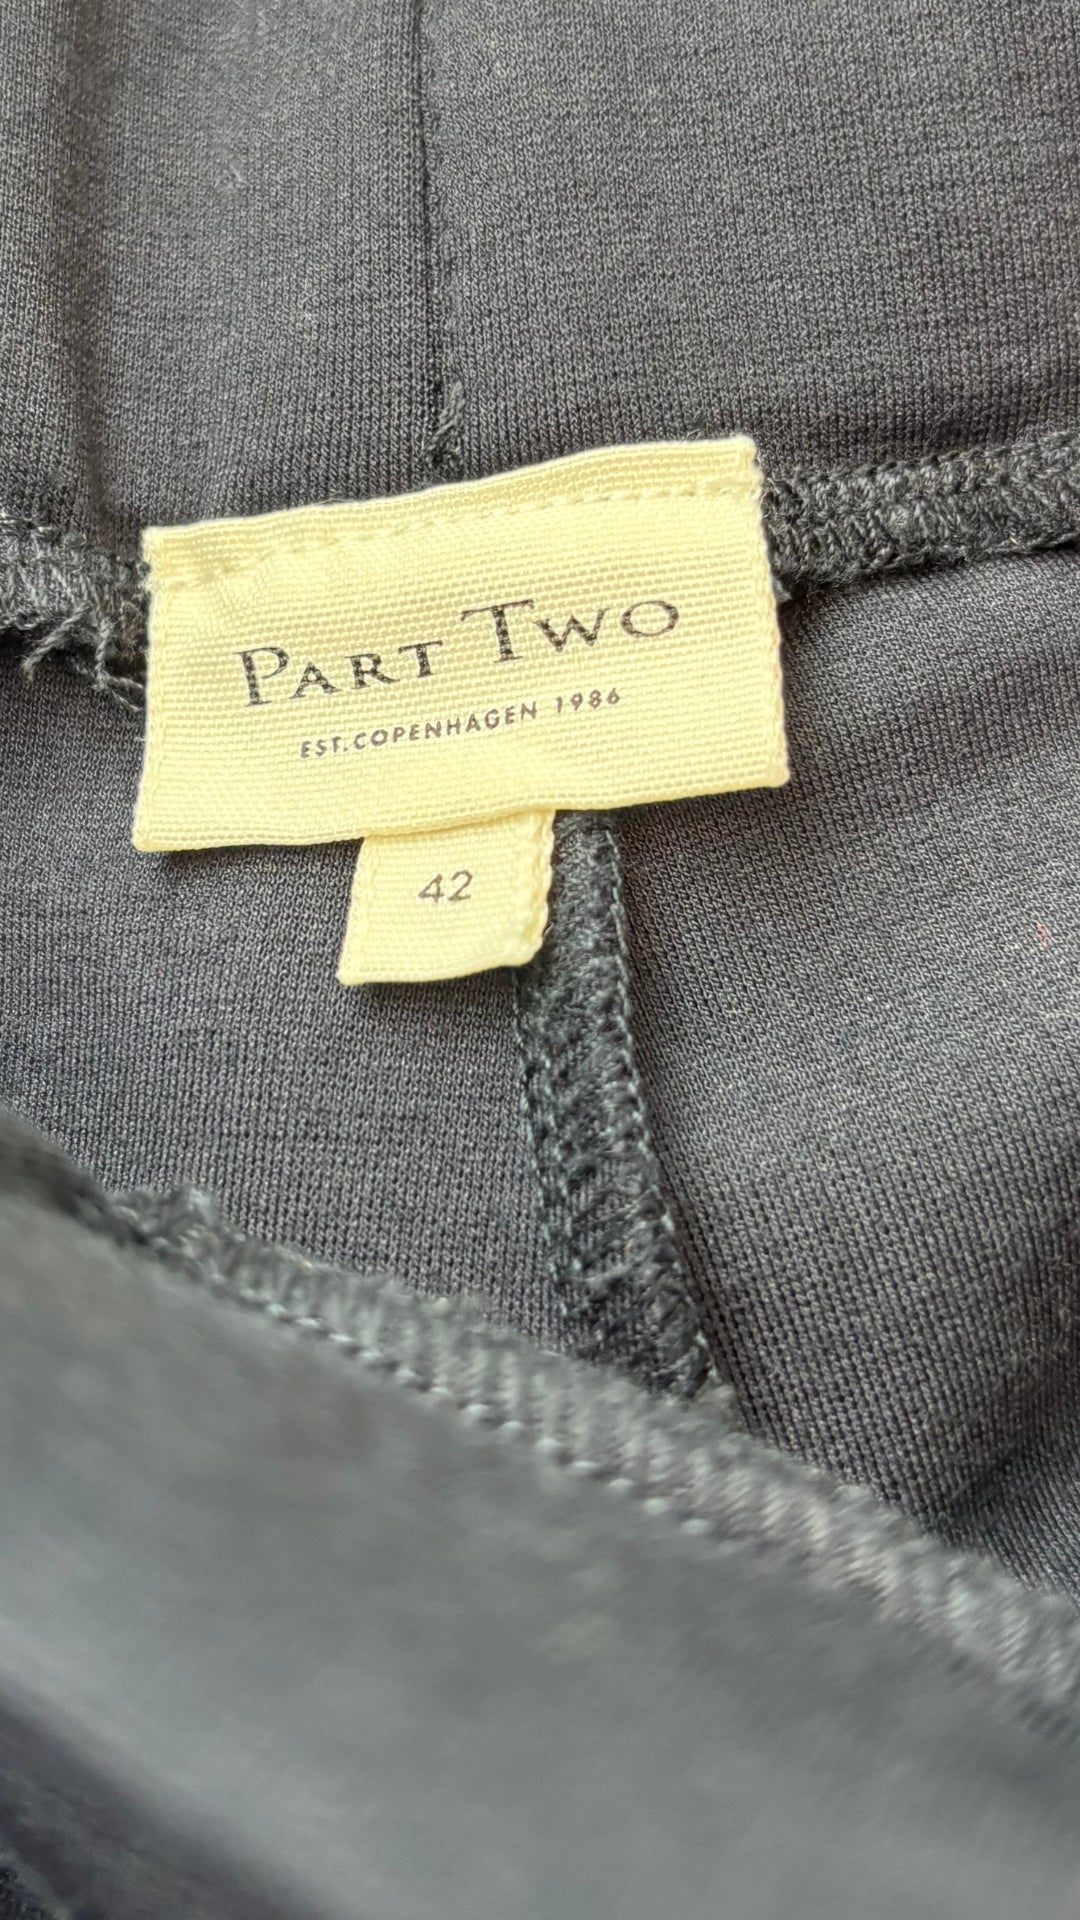 PART TWO
EST. COPENHAGEN 1986
42